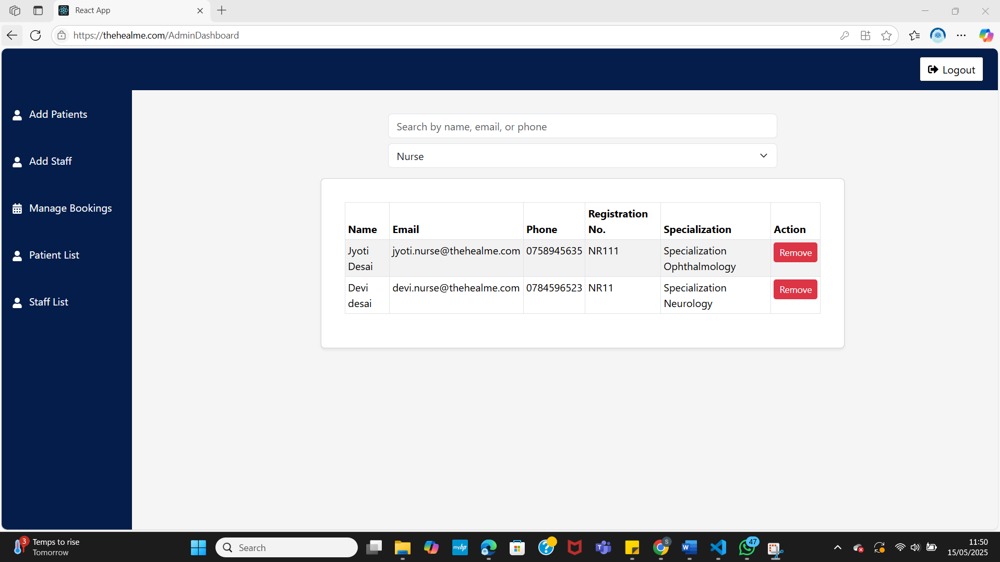 React App
https://thehealme.com/AdminDashboard
Logout
Add Patients
Add Staff
Manage Bookings
Patient List
Staff List
Search by name, email, or phone
Nurse
Name Email Phone Registration No. Specialization Action
Jyoti Desai jyoti.nurse@thehealme.com 0758945635 NR111 Specialization Ophthalmology Remove
Devi desai devi.nurse@thehealme.com 0784596523 NR11 Specialization Neurology Remove
3
Temps to rise
Tomorrow
Search
myhp
T
S
W
47
11:50
15/05/2025